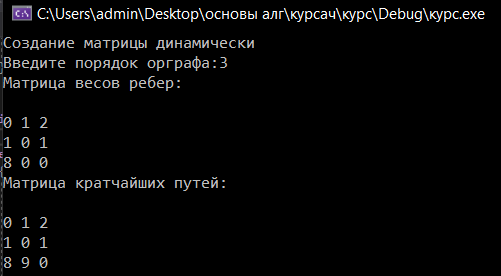 C:\Users\admin\Desktop\основы алг\курсач\курс\Debug\курс.exe
Создание матрицы динамически
Введите порядок орграфа:3
Матрица весов ребер:
0 1 2
1 0 1
8 0 0
Матрица кратчайших путей:
0 1 2
1 0 1
8 9 0